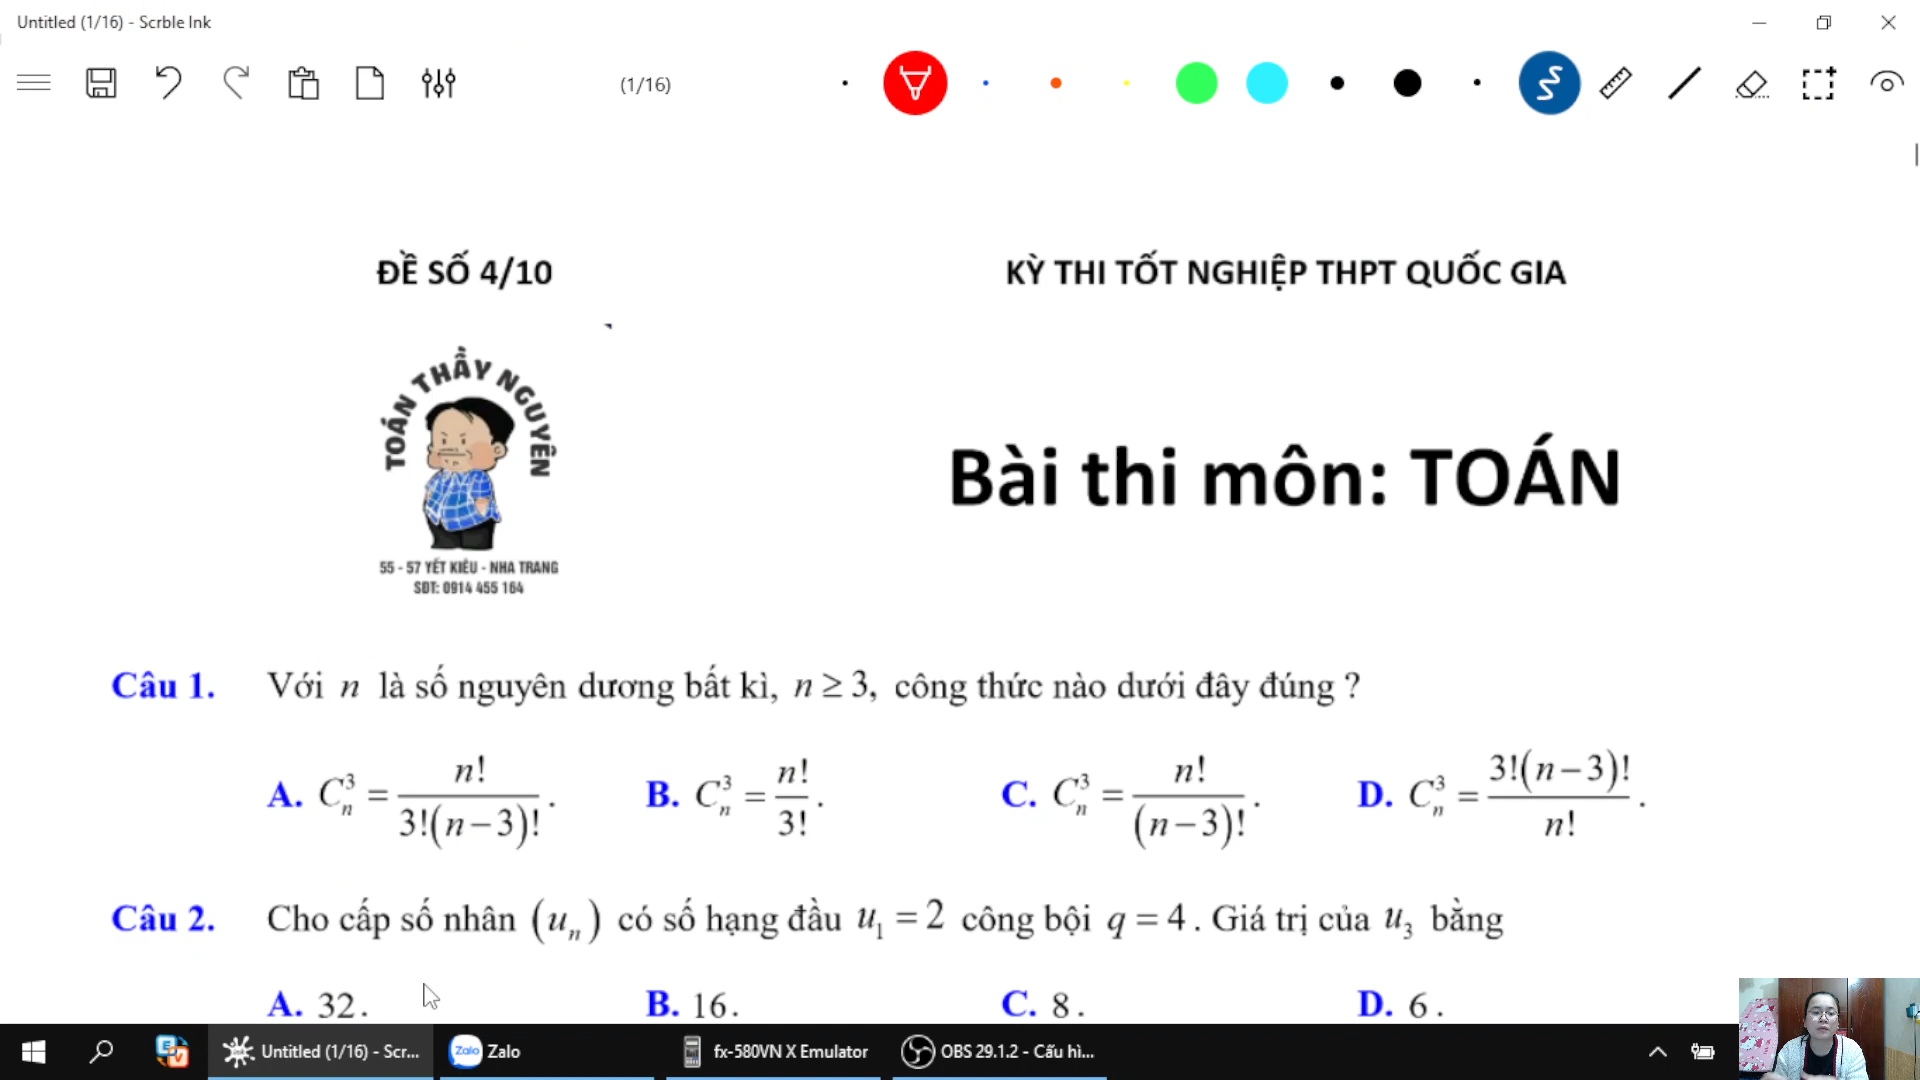 Untitled (1/16) - Scrble Ink
(1/16)
ĐỀ SỐ 4/10
KỲ THI TỐT NGHIỆP THPT QUỐC GIA
TOÁN THẦY NGUYÊN
55 - 57 YẾT KIÊU - NHA TRANG
SĐT: 0914 455 164
Bài thi môn: TOÁN
Câu 1. Với n là số nguyên dương bất kì, n ≥ 3, công thức nào dưới đây đúng ?
A. C_n^3 = n!/(3!(n−3)!). B. C_n^3 = n!/3!. C. C_n^3 = n!/(n−3)!. D. C_n^3 = 3!(n−3)!/n!.
Câu 2. Cho cấp số nhân (u_n) có số hạng đầu u_1 = 2 công bội q = 4. Giá trị của u_3 bằng
A. 32. B. 16. C. 8. D. 6.
Untitled (1/16) - Scr... Zalo Zalo fx-580VN X Emulator OBS 29.1.2 - Cấu hì...